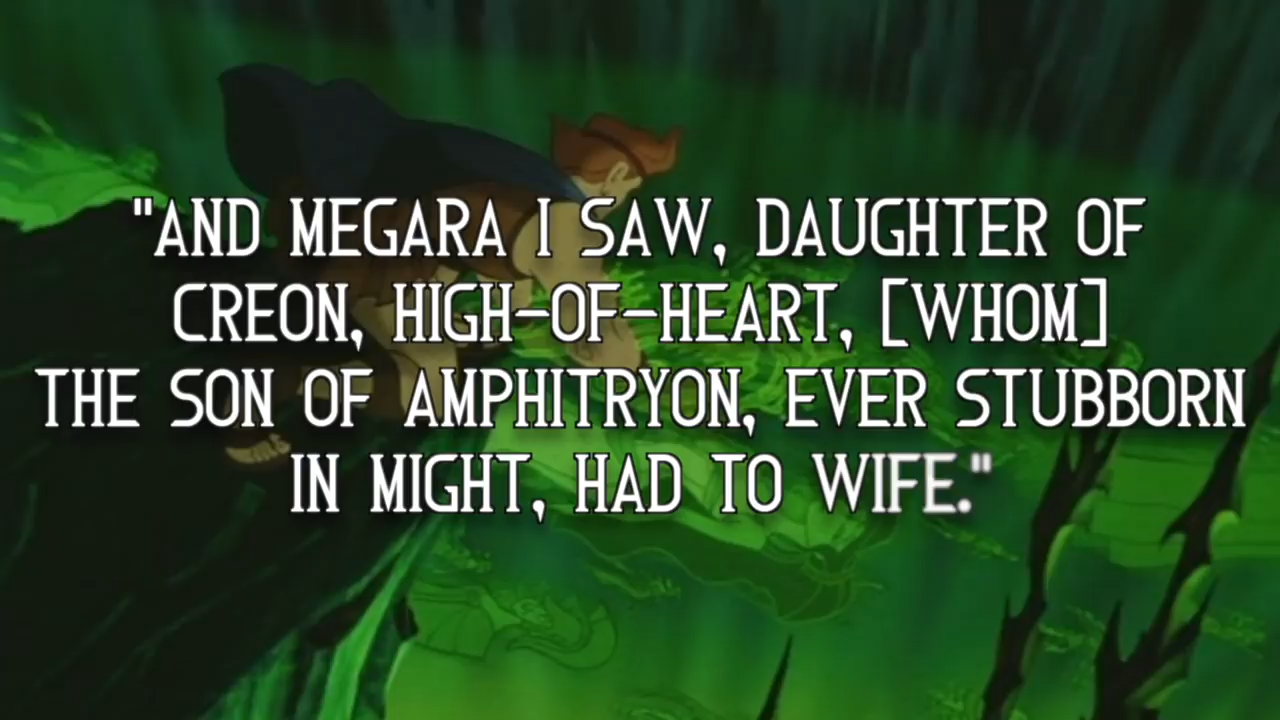 "AND MEGARA I SAW, DAUGHTER OF
CREON, HIGH-OF-HEART, [WHOM]
THE SON OF AMPHITRYON, EVER STUBBORN
IN MIGHT, HAD TO WIFE."